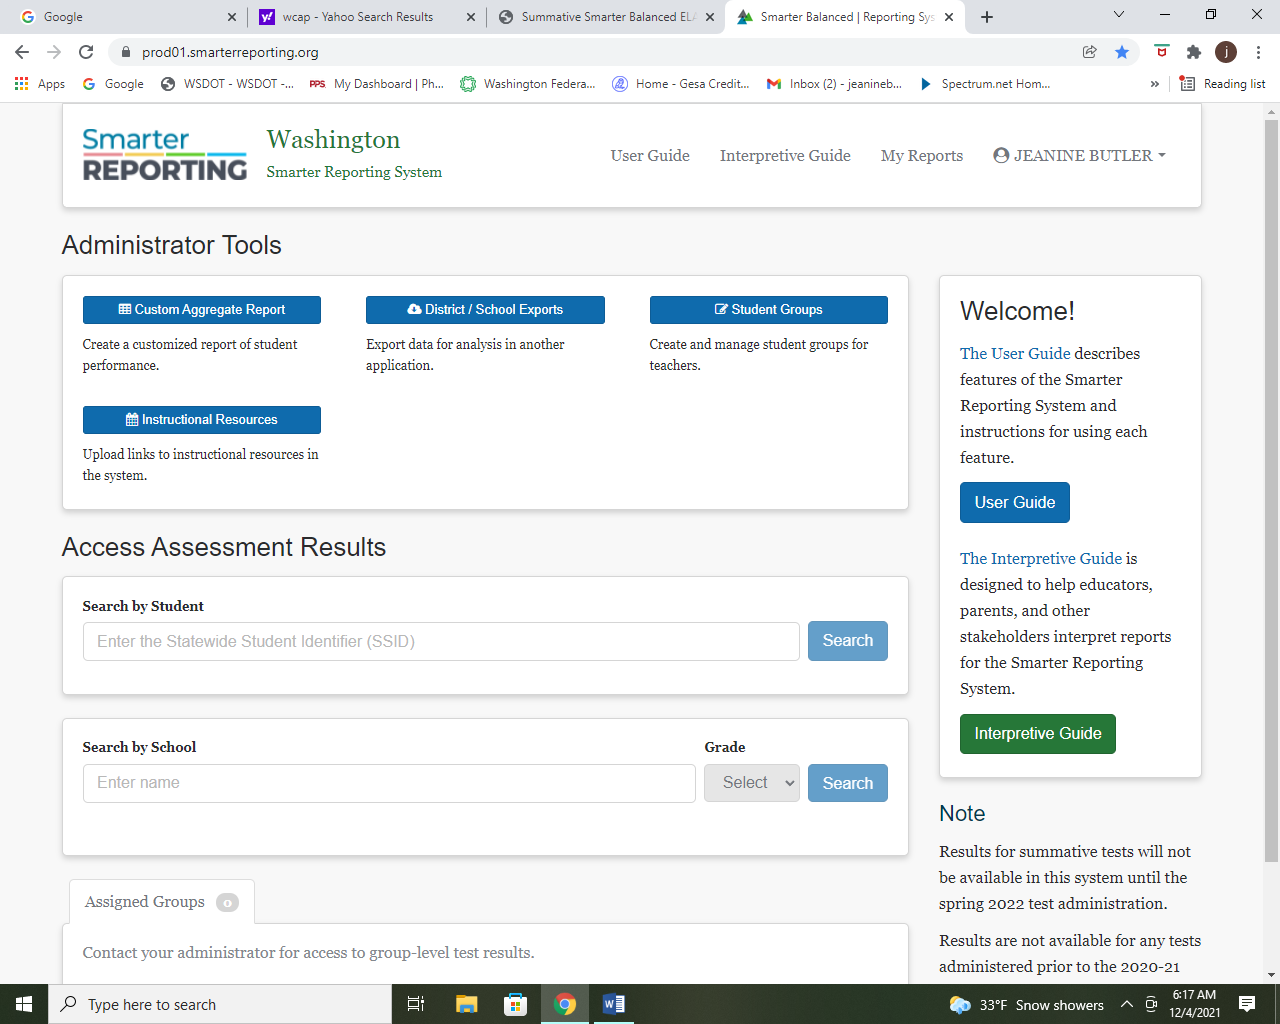 Google
wcap - Yahoo Search Results
Summative Smarter Balanced EL
Smarter Balanced | Reporting Sys
prod01.smarterreporting.org
j
Apps
Google
WSDOT - WSDOT -...
PPS
My Dashboard | Ph...
Washington Federa...
Home - Gesa Credit...
Inbox (2) - jeanineb...
Spectrum.net Hom...
»
Reading list
Smarter
REPORTING
Washington
Smarter Reporting System
User Guide
Interpretive Guide
My Reports
JEANINE BUTLER
Administrator Tools
Custom Aggregate Report
Create a customized report of student
performance.
District / School Exports
Export data for analysis in another
application.
Student Groups
Create and manage student groups for
teachers.
Instructional Resources
Upload links to instructional resources in
the system.
Access Assessment Results
Search by Student
Enter the Statewide Student Identifier (SSID)
Search
Search by School
Enter name
Grade
Select
Search
Assigned Groups 0
Contact your administrator for access to group-level test results.
Welcome!
The User Guide describes
features of the Smarter
Reporting System and
instructions for using each
feature.
User Guide
The Interpretive Guide is
designed to help educators,
parents, and other
stakeholders interpret reports
for the Smarter Reporting
System.
Interpretive Guide
Note
Results for summative tests will not
be available in this system until the
spring 2022 test administration.
Results are not available for any tests
administered prior to the 2020-21
Type here to search
33°F Snow showers
6:17 AM
12/4/2021